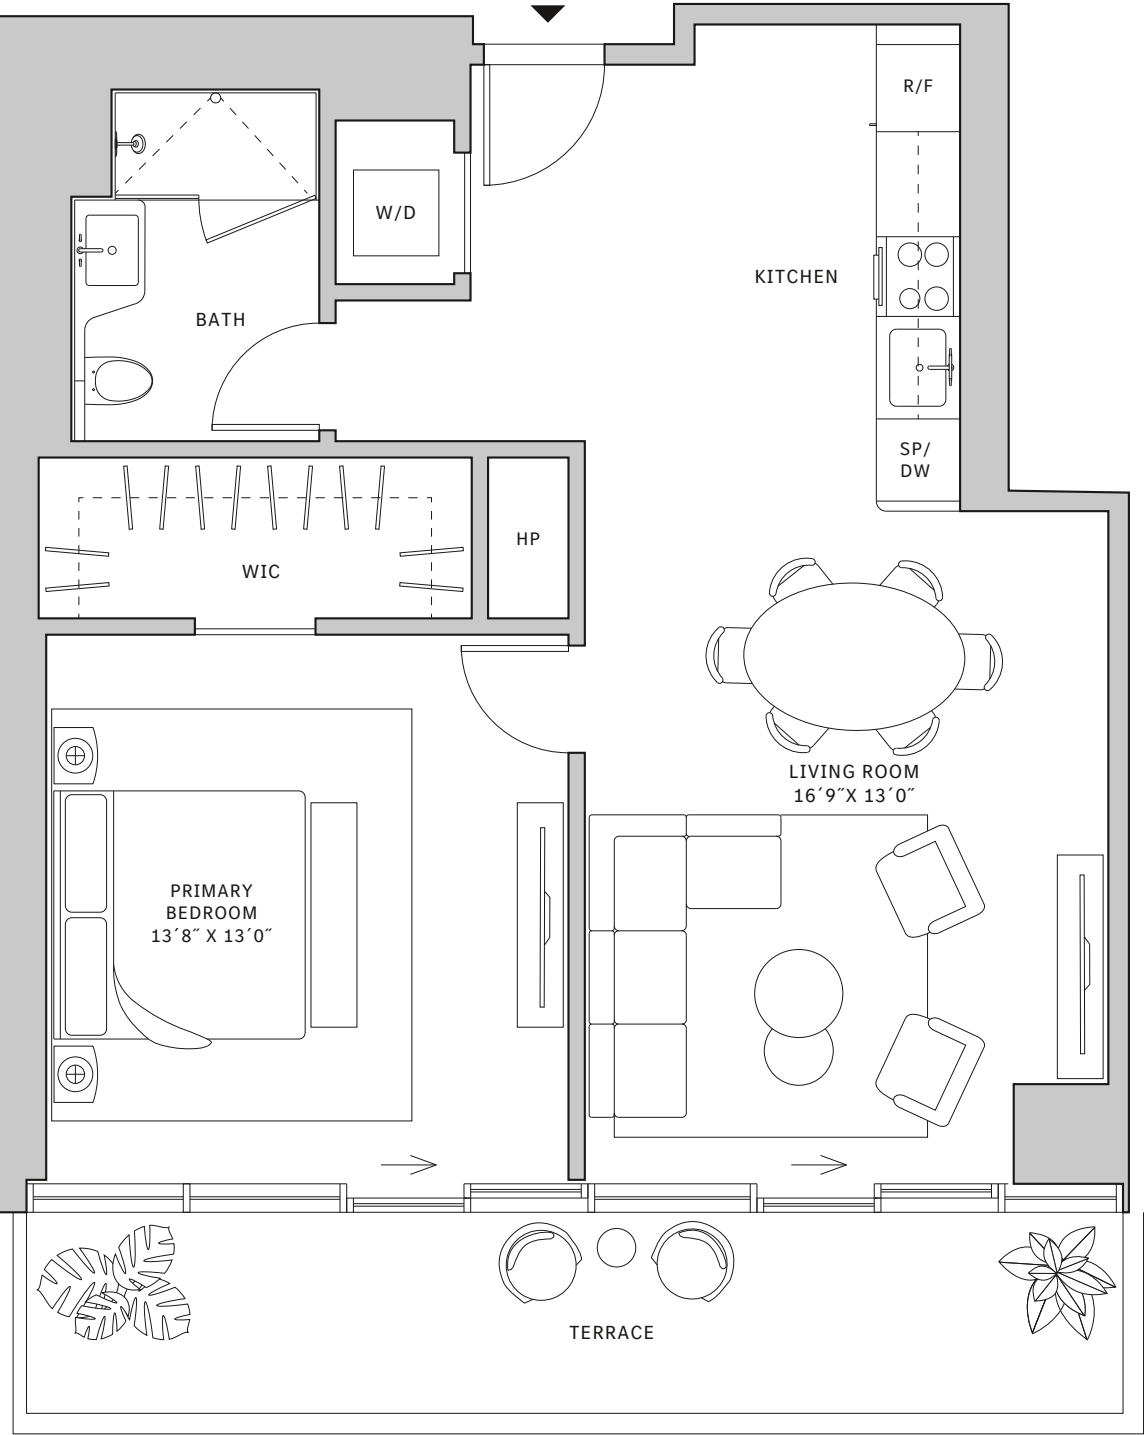 R/F
W/D
KITCHEN
BATH
SP/
DW
HP
WIC
LIVING ROOM
16´9˝X 13´0˝
PRIMARY
BEDROOM
13´8˝ X 13´0˝
TERRACE